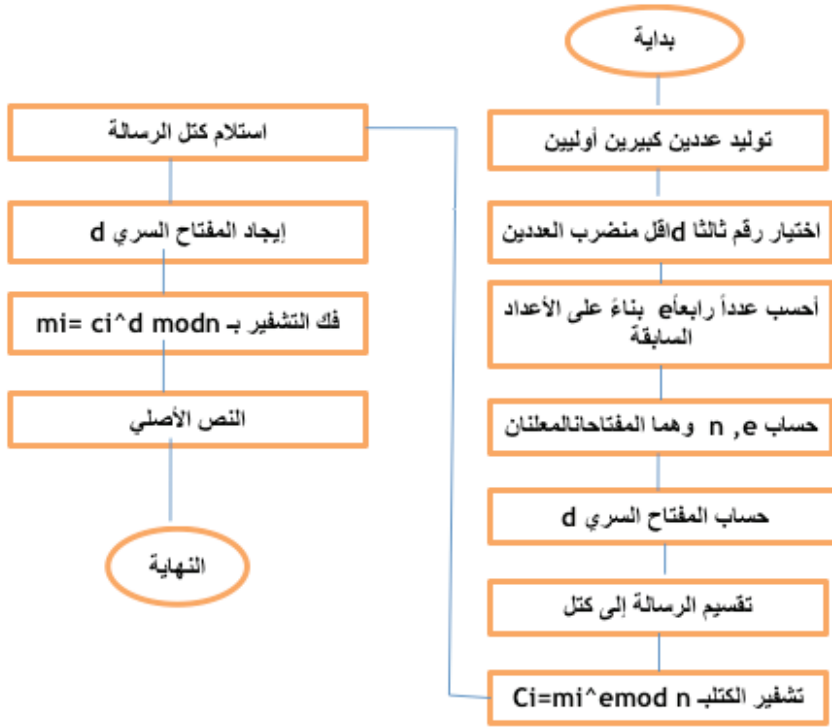 بداية
توليد عددين كبيرين أوليين
اختيار رقم ثالثا dاقل منضرب العددين
أحسب عدداً رابعاًe بناءً على الأعداد
السابقة
حساب n ,e وهما المفتاحانالمعلنان
حساب المفتاح السري d
تقسيم الرسالة إلى كتل
تشفير الكتلبـ Ci=mi^emod n
استلام كتل الرسالة
إيجاد المفتاح السري d
فك التشفير بـ mi= ci^d modn
النص الأصلي
النهاية